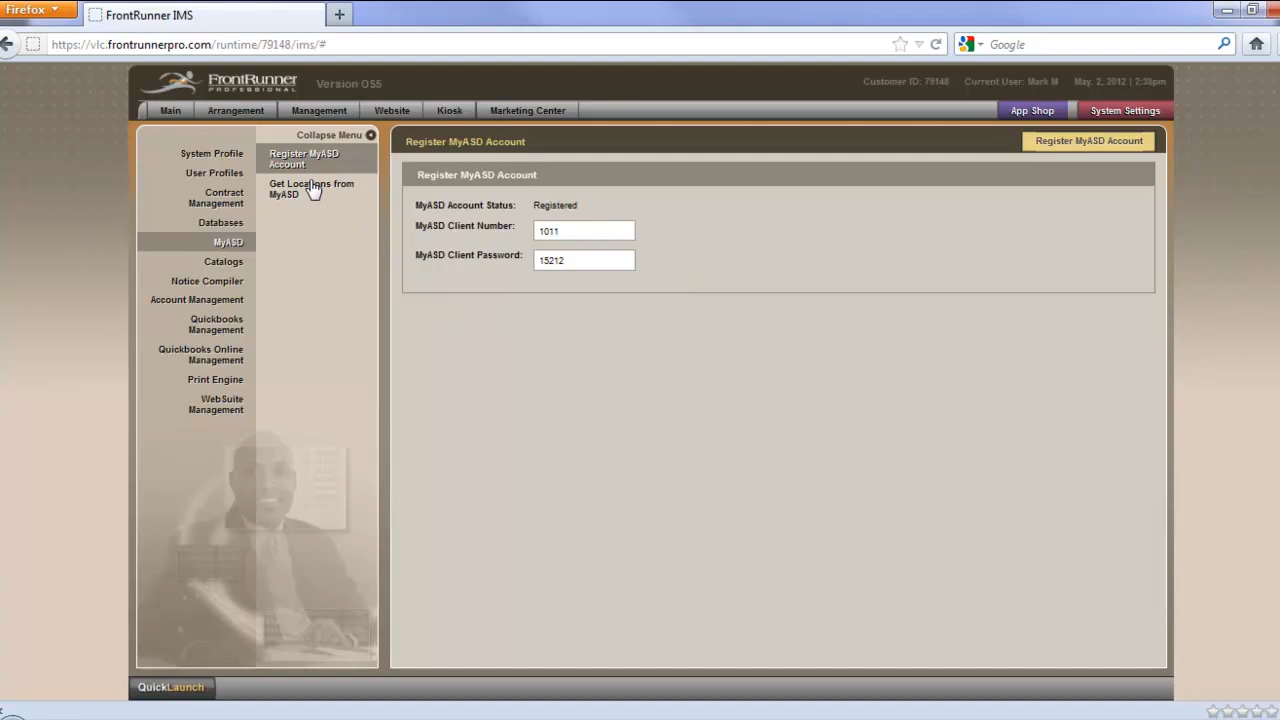 Firefox
FrontRunner IMS
https://vlc.frontrunnerpro.com/runtime/79148/ims/#
Google
FrontRunner
PROFESSIONAL
Version OS5
Customer ID: 79148
Current User: Mark M
May. 2, 2012 | 2:38pm
Main
Arrangement
Management
Website
Kiosk
Marketing Center
App Shop
System Settings
Collapse Menu
System Profile
User Profiles
Contract
Management
Databases
MyASD
Catalogs
Notice Compiler
Account Management
Quickbooks
Management
Quickbooks Online
Management
Print Engine
WebSuite
Management
Register MyASD
Account
Get Locations from
MyASD
Register MyASD Account
Register MyASD Account
Register MyASD Account
MyASD Account Status: Registered
MyASD Client Number: 1011
MyASD Client Password: 15212
QuickLaunch